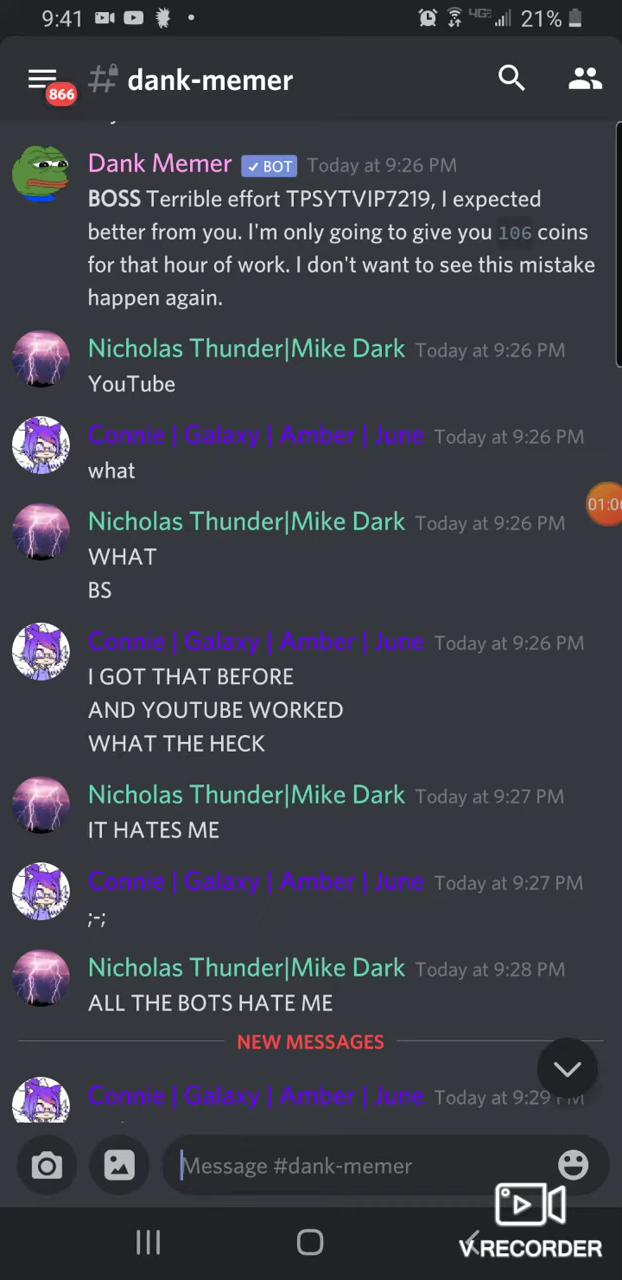 9:41 4GE 21%
866 dank-memer
Dank Memer ✓ BOT Today at 9:26 PM
BOSS Terrible effort TPSYTVIP7219, I expected
better from you. I'm only going to give you 106 coins
for that hour of work. I don't want to see this mistake
happen again.
Nicholas Thunder|Mike Dark Today at 9:26 PM
YouTube
Connie | Galaxy | Amber | June Today at 9:26 PM
what
Nicholas Thunder|Mike Dark Today at 9:26 PM
WHAT
BS
01:0
Connie | Galaxy | Amber | June Today at 9:26 PM
I GOT THAT BEFORE
AND YOUTUBE WORKED
WHAT THE HECK
Nicholas Thunder|Mike Dark Today at 9:27 PM
IT HATES ME
Connie | Galaxy | Amber | June Today at 9:27 PM
;-;
Nicholas Thunder|Mike Dark Today at 9:28 PM
ALL THE BOTS HATE ME
NEW MESSAGES
Connie | Galaxy | Amber | June Today at 9:29 PM
Message #dank-memer
V.RECORDER